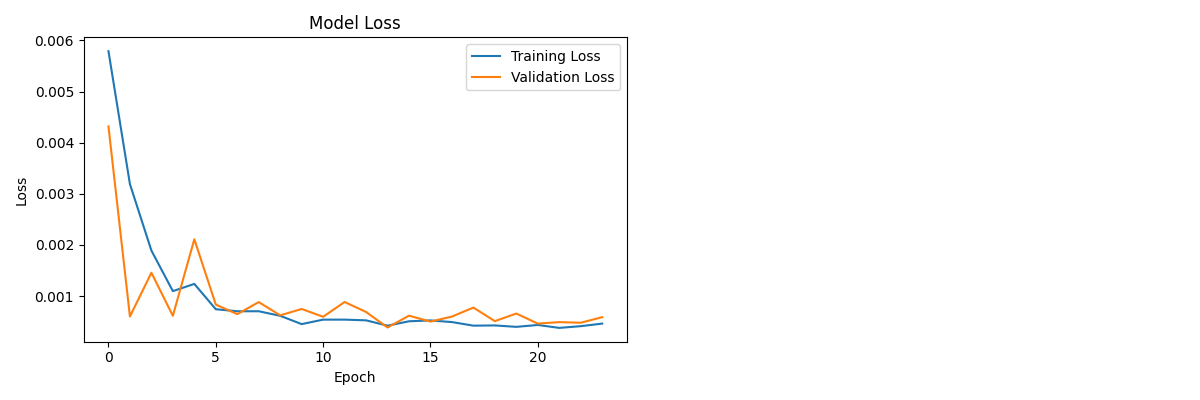 Model Loss
Training Loss
Validation Loss
0.006
0.005
0.004
0.003
0.002
0.001
Loss
0 5 10 15 20
Epoch